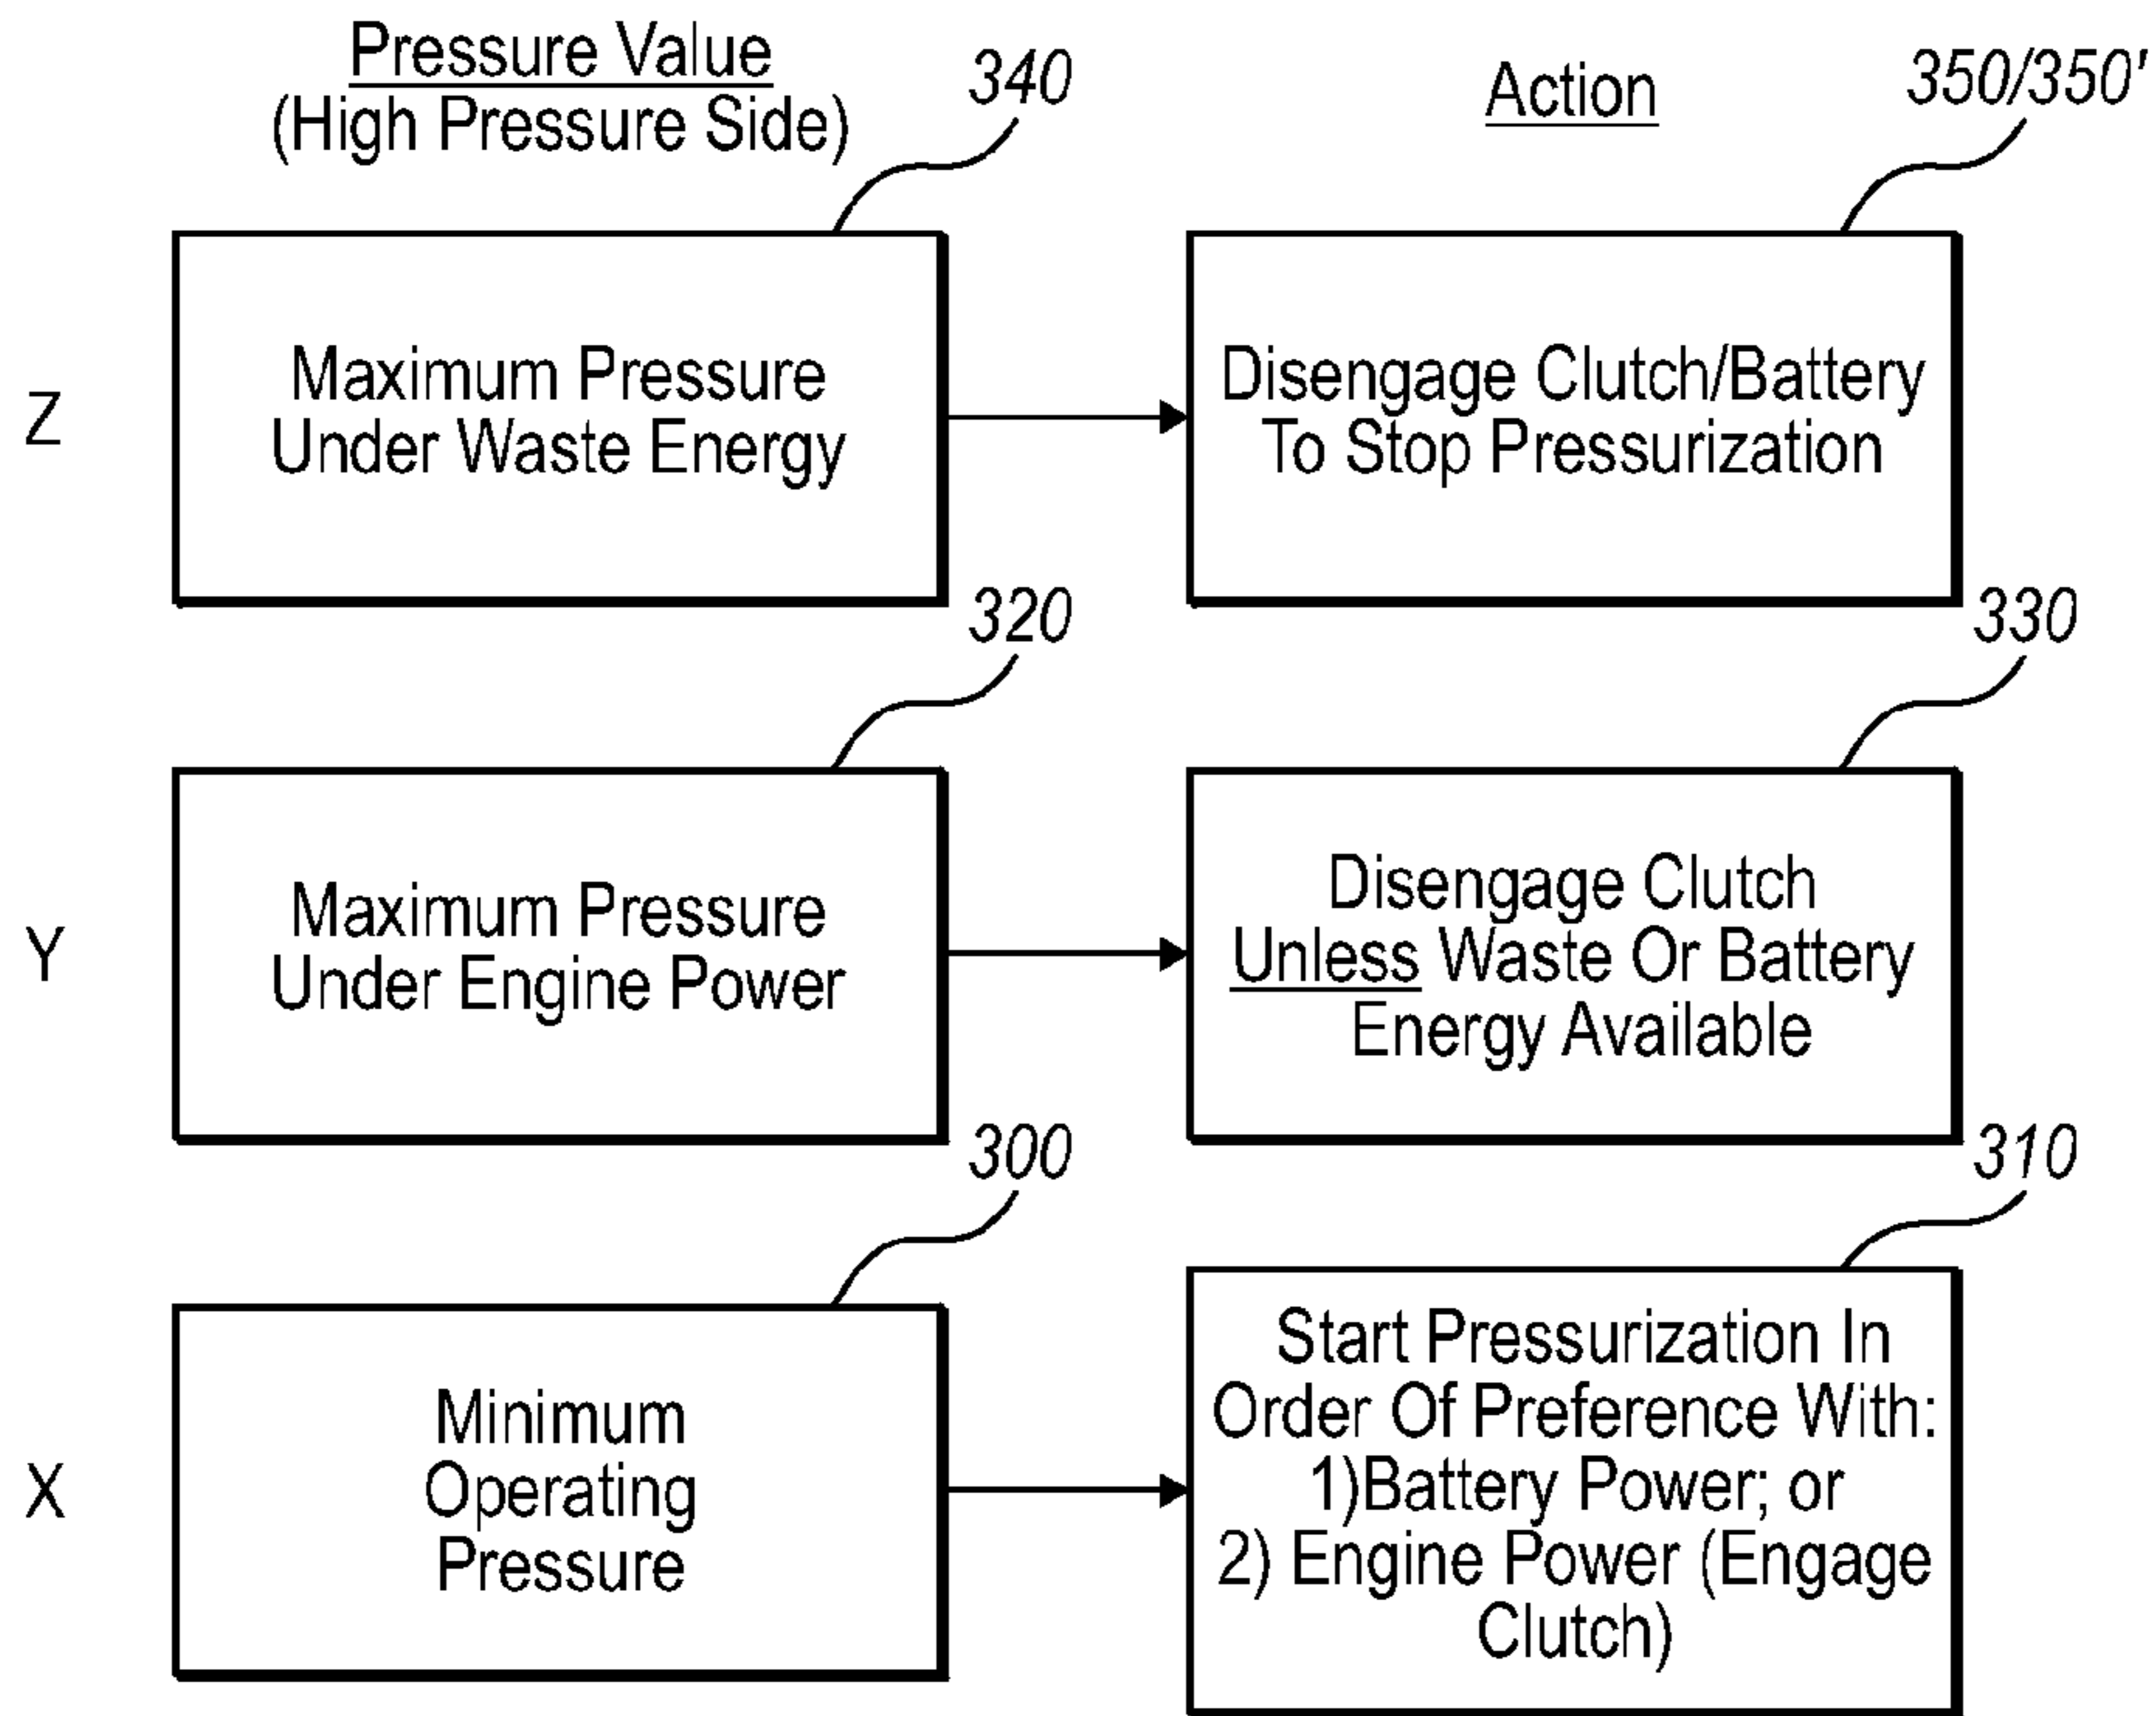 Pressure Value
(High Pressure Side)
340
Action
350/350'
Z
Maximum Pressure
Under Waste Energy
Disengage Clutch/Battery
To Stop Pressurization
320
330
Y
Maximum Pressure
Under Engine Power
Disengage Clutch
Unless Waste Or Battery
Energy Available
300
310
X
Minimum
Operating
Pressure
Start Pressurization In
Order Of Preference With:
1)Battery Power; or
2) Engine Power (Engage
Clutch)